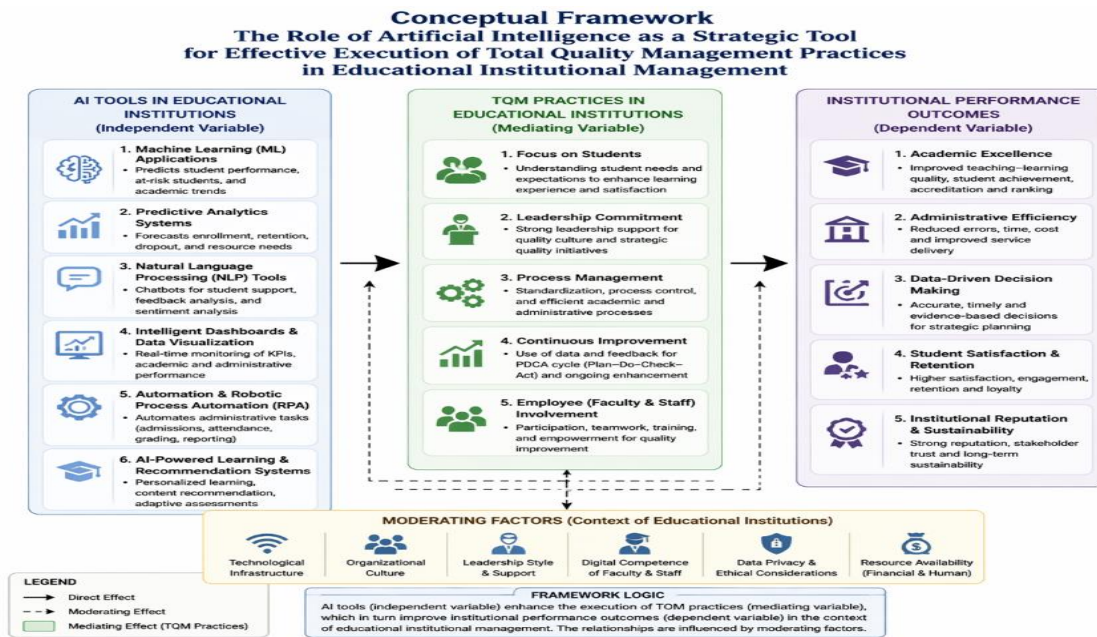 Conceptual Framework
The Role of Artificial Intelligence as a Strategic Tool
for Effective Execution of Total Quality Management Practices
in Educational Institutional Management
AI TOOLS IN EDUCATIONAL
INSTITUTIONS
(Independent Variable)
1. Machine Learning (ML)
Applications
• Predicts student performance,
at-risk students, and
academic trends
2. Predictive Analytics
Systems
• Forecasts enrollment, retention,
dropout, and resource needs
3. Natural Language
Processing (NLP) Tools
• Chatbots for student support,
feedback analysis, and
sentiment analysis
4. Intelligent Dashboards &
Data Visualization
• Real-time monitoring of KPIs,
academic and administrative
performance
5. Automation & Robotic
Process Automation (RPA)
• Automates administrative tasks
(admissions, attendance,
grading, reporting)
6. AI-Powered Learning &
Recommendation Systems
• Personalized learning,
content recommendation,
adaptive assessments
TQM PRACTICES IN
EDUCATIONAL INSTITUTIONS
(Mediating Variable)
1. Focus on Students
• Understanding student needs and
expectations to enhance learning
experience and satisfaction
2. Leadership Commitment
• Strong leadership support for
quality culture and strategic
quality initiatives
3. Process Management
• Standardization, process control,
and efficient academic and
administrative processes
4. Continuous Improvement
• Use of data and feedback for
PDCA cycle (Plan–Do–Check–
Act) and ongoing enhancement
5. Employee (Faculty & Staff)
Involvement
• Participation, teamwork, training,
and empowerment for quality
improvement
INSTITUTIONAL PERFORMANCE
OUTCOMES
(Dependent Variable)
1. Academic Excellence
• Improved teaching–learning
quality, student achievement,
accreditation and ranking
2. Administrative Efficiency
• Reduced errors, time, cost
and improved service
delivery
3. Data-Driven Decision
Making
• Accurate, timely and
evidence-based decisions
for strategic planning
4. Student Satisfaction &
Retention
• Higher satisfaction, engagement,
retention and loyalty
5. Institutional Reputation
& Sustainability
• Strong reputation, stakeholder
trust and long-term
sustainability
MODERATING FACTORS (Context of Educational Institutions)
Technological
Infrastructure
Organizational
Culture
Leadership Style
& Support
Digital Competence
of Faculty & Staff
Data Privacy &
Ethical Considerations
Resource Availability
(Financial & Human)
LEGEND
Direct Effect
Moderating Effect
Mediating Effect (TQM Practices)
FRAMEWORK LOGIC
AI tools (independent variable) enhance the execution of TQM practices (mediating variable),
which in turn improve institutional performance outcomes (dependent variable) in the context
of educational institutional management. The relationships are influenced by moderating factors.